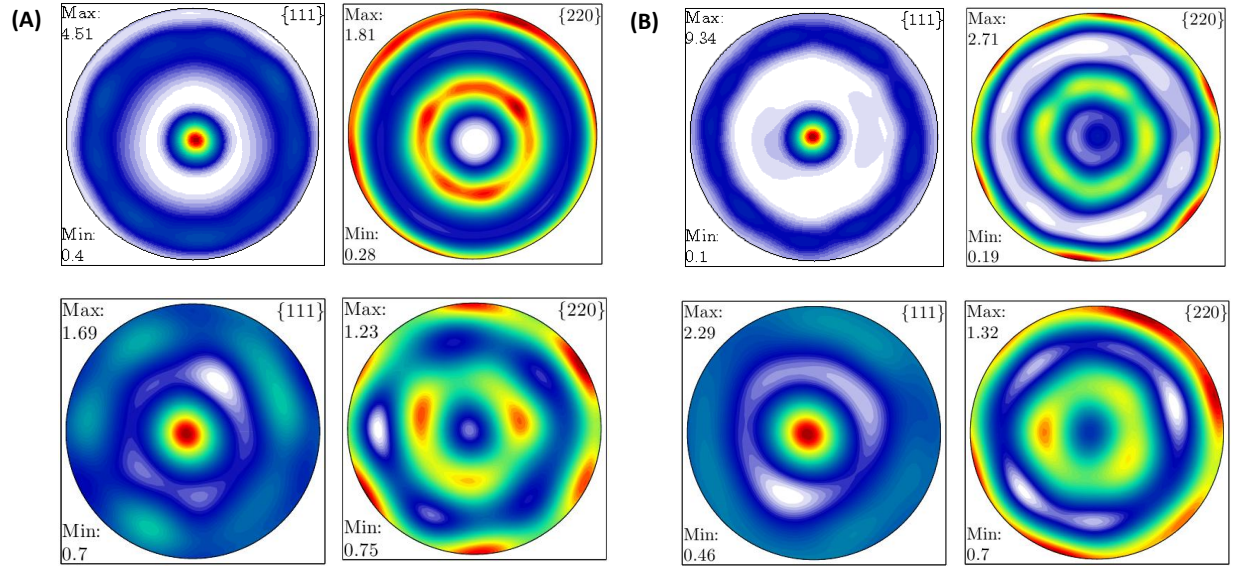 (A)
Max:
4.51
{111}
Min:
0.4
Max:
1.81
{220}
Min:
0.28
(B)
Max:
9.34
{111}
Min:
0.1
Max:
2.71
{220}
Min:
0.19
Max:
1.69
{111}
Min:
0.7
Max:
1.23
{220}
Min:
0.75
Max:
2.29
{111}
Min:
0.46
Max:
1.32
{220}
Min:
0.7